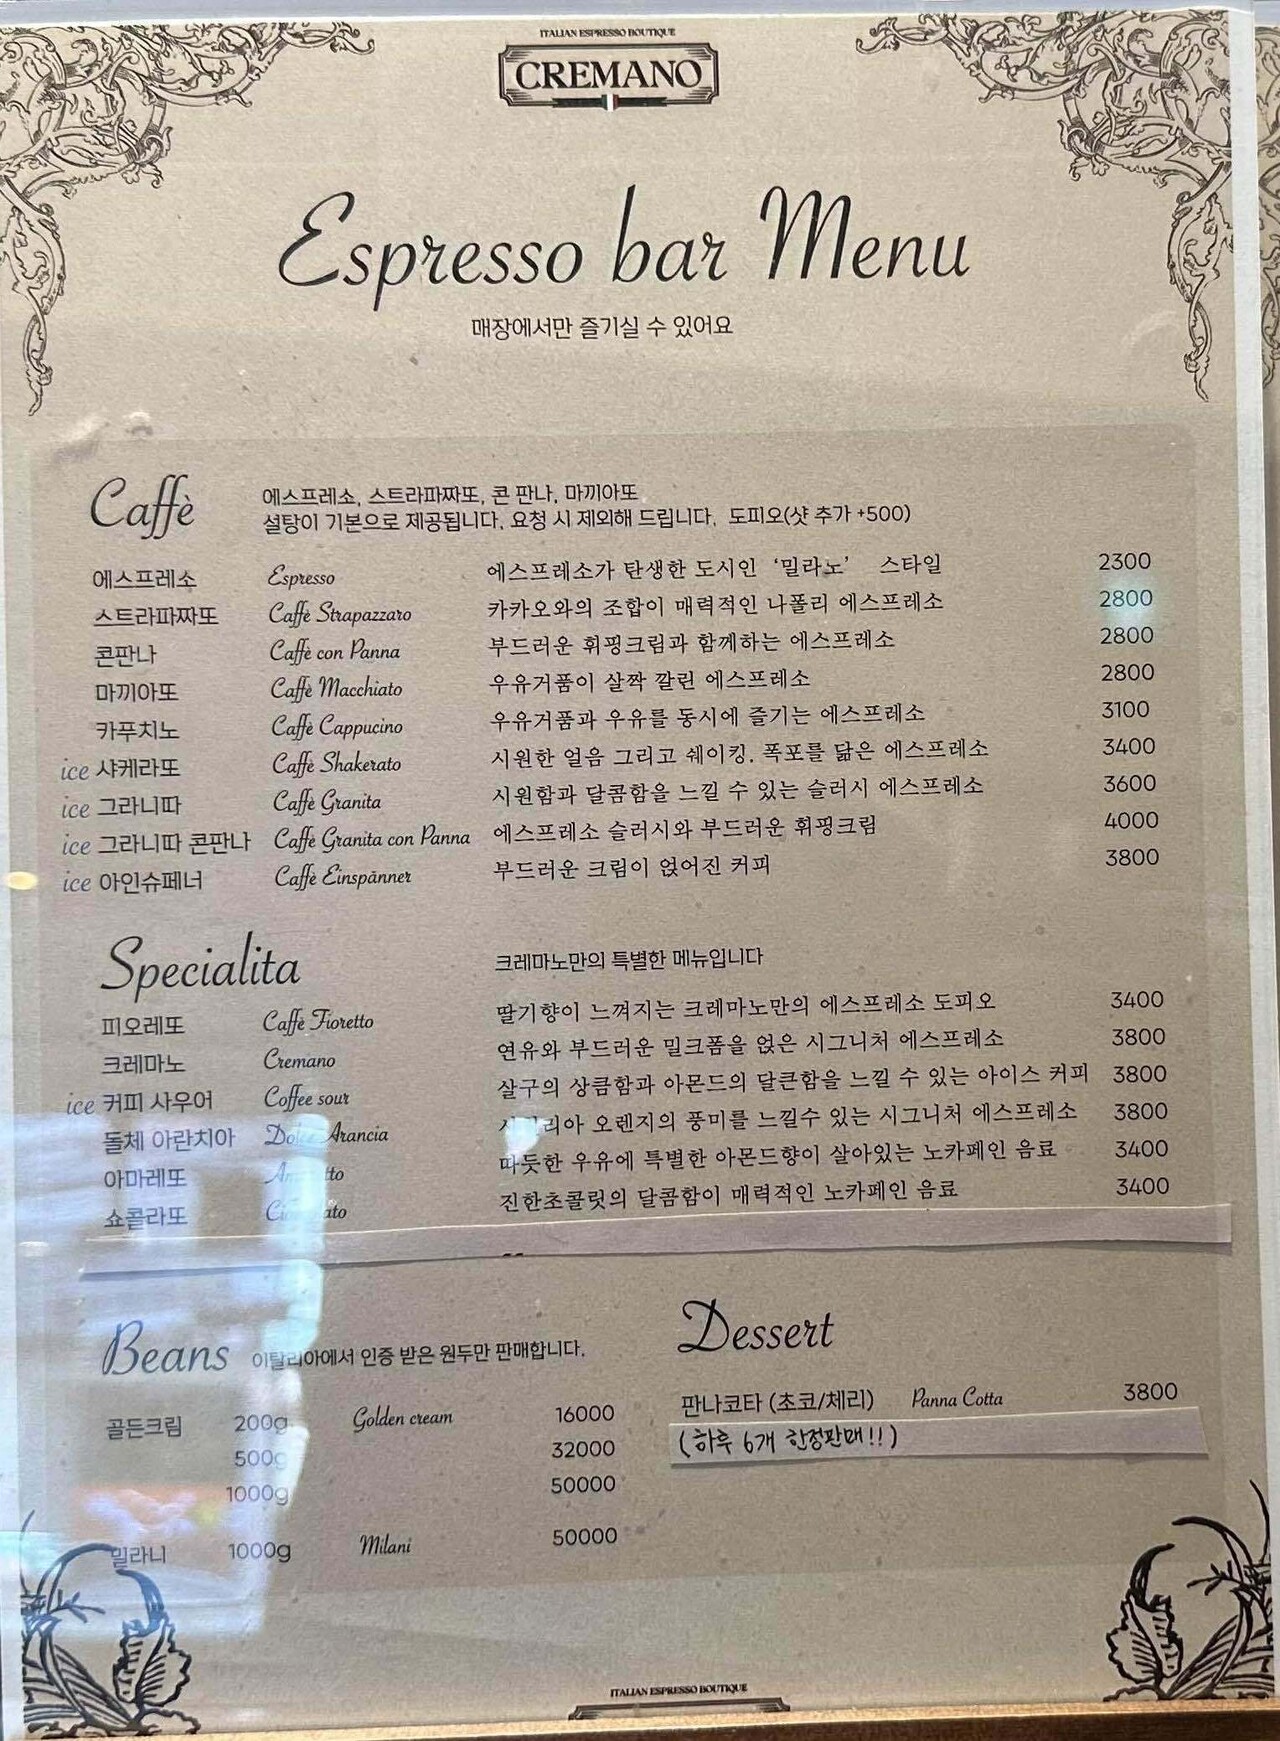 ITALIAN ESPRESSO BOUTIQUE
CREMANO
Espresso bar Menu
매장에서만 즐기실 수 있어요
Caffè
에스프레소, 스트라파짜또, 콘 판나, 마끼아또
설탕이 기본으로 제공됩니다. 요청 시 제외해 드립니다. 도피오(샷 추가 +500)
에스프레소 Espresso 에스프레소가 탄생한 도시인 ‘밀라노’ 스타일 2300
스트라파짜또 Caffè Strapazzaro 카카오와의 조합이 매력적인 나폴리 에스프레소 2800
콘판나 Caffè con Panna 부드러운 휘핑크림과 함께하는 에스프레소 2800
마끼아또 Caffè Macchiato 우유거품이 살짝 깔린 에스프레소 2800
카푸치노 Caffè Cappucino 우유거품과 우유를 동시에 즐기는 에스프레소 3100
ice 샤케라또 Caffè Shakerato 시원한 얼음 그리고 쉐이킹. 폭포를 닮은 에스프레소 3400
ice 그라니따 Caffè Granita 시원함과 달콤함을 느낄 수 있는 슬러시 에스프레소 3600
ice 그라니따 콘판나 Caffè Granita con Panna 에스프레소 슬러시와 부드러운 휘핑크림 4000
ice 아인슈페너 Caffè Einspänner 부드러운 크림이 얹어진 커피 3800
Specialita 크레마노만의 특별한 메뉴입니다
피오레또 Caffè Fioretto 딸기향이 느껴지는 크레마노만의 에스프레소 도피오 3400
크레마노 Cremano 연유와 부드러운 밀크폼을 얹은 시그니처 에스프레소 3800
ice 커피 사우어 Coffee sour 살구의 상큼함과 아몬드의 달큰함을 느낄 수 있는 아이스 커피 3800
돌체 아란치아 Dolce Arancia 오렌지의 풍미를 느낄수 있는 시그니처 에스프레소 3800
아마레또 따듯한 우유에 특별한 아몬드향이 살아있는 노카페인 음료 3400
쇼콜라또 진한초콜릿의 달콤함이 매력적인 노카페인 음료 3400
Beans 이탈리아에서 인증 받은 원두만 판매합니다.
골든크림 200g Golden cream 16000
500g 32000
1000g 50000
밀라니 1000g Milani 50000
Dessert
판나코타 (초코/체리) Panna Cotta 3800
(하루 6개 한정판매!!)
ITALIAN ESPRESSO BOUTIQUE